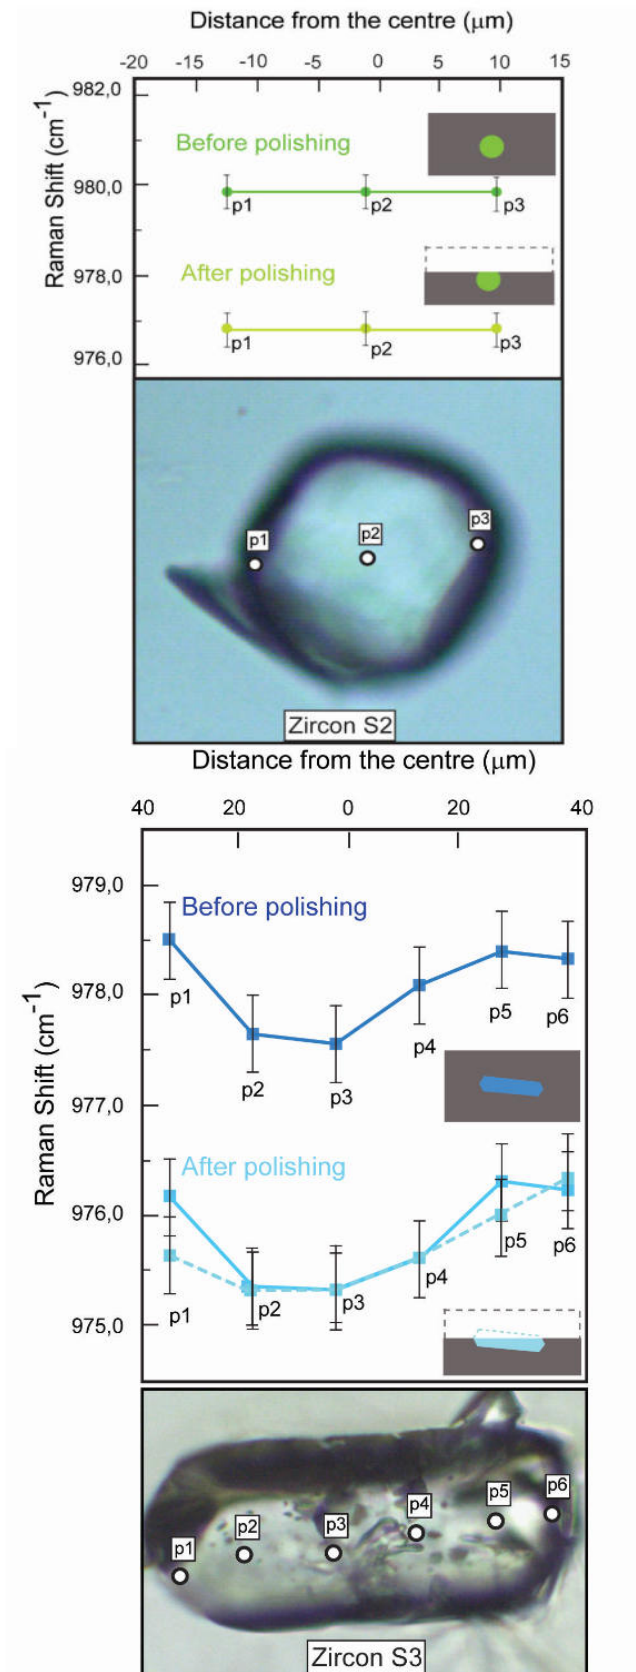 Distance from the centre (μm)
-20 -15 -10 -5 0 5 10 15
Raman Shift (cm-1)
982,0
980,0
978,0
976,0
Before polishing
p1 p2 p3
After polishing
p1 p2 p3
p1 p2 p3
Zircon S2
Distance from the centre (μm)
40 20 0 20 40
Raman Shift (cm-1)
979,0
978,0
977,0
976,0
975,0
Before polishing
p1 p2 p3 p4 p5 p6
After polishing
p1 p2 p3 p4 p5 p6
p1 p2 p3 p4 p5 p6
Zircon S3